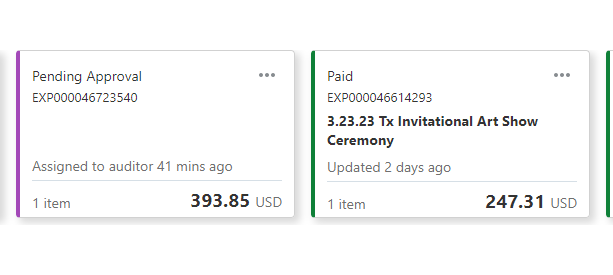 Pending Approval
EXP000046723540
Assigned to auditor 41 mins ago
1 item 393.85 USD
Paid
EXP000046614293
3.23.23 Tx Invitational Art Show
Ceremony
Updated 2 days ago
1 item 247.31 USD